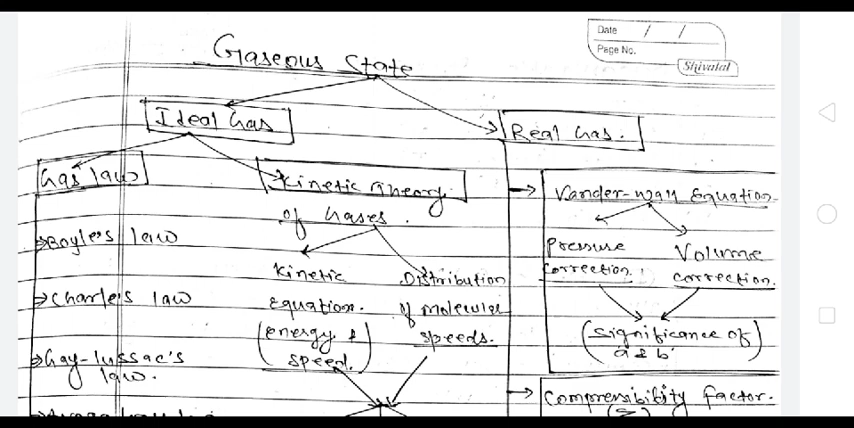 Gaseous State
Date / /
Page No.
Shivalal
Ideal Gas
Real Gas.
Gas law
Kinetic Theory
of Gases.
→Boyle's law
→Charle's law
→Gay-lussac's
law.
Kinetic
Equation.
(energy &
speed.)
Distribution
of molecular
speeds.
→ Vander-Wall Equation
Pressure
correction
Volume
correction.
(Significance of
a & b)
→ Compressibility factor.
(Z)